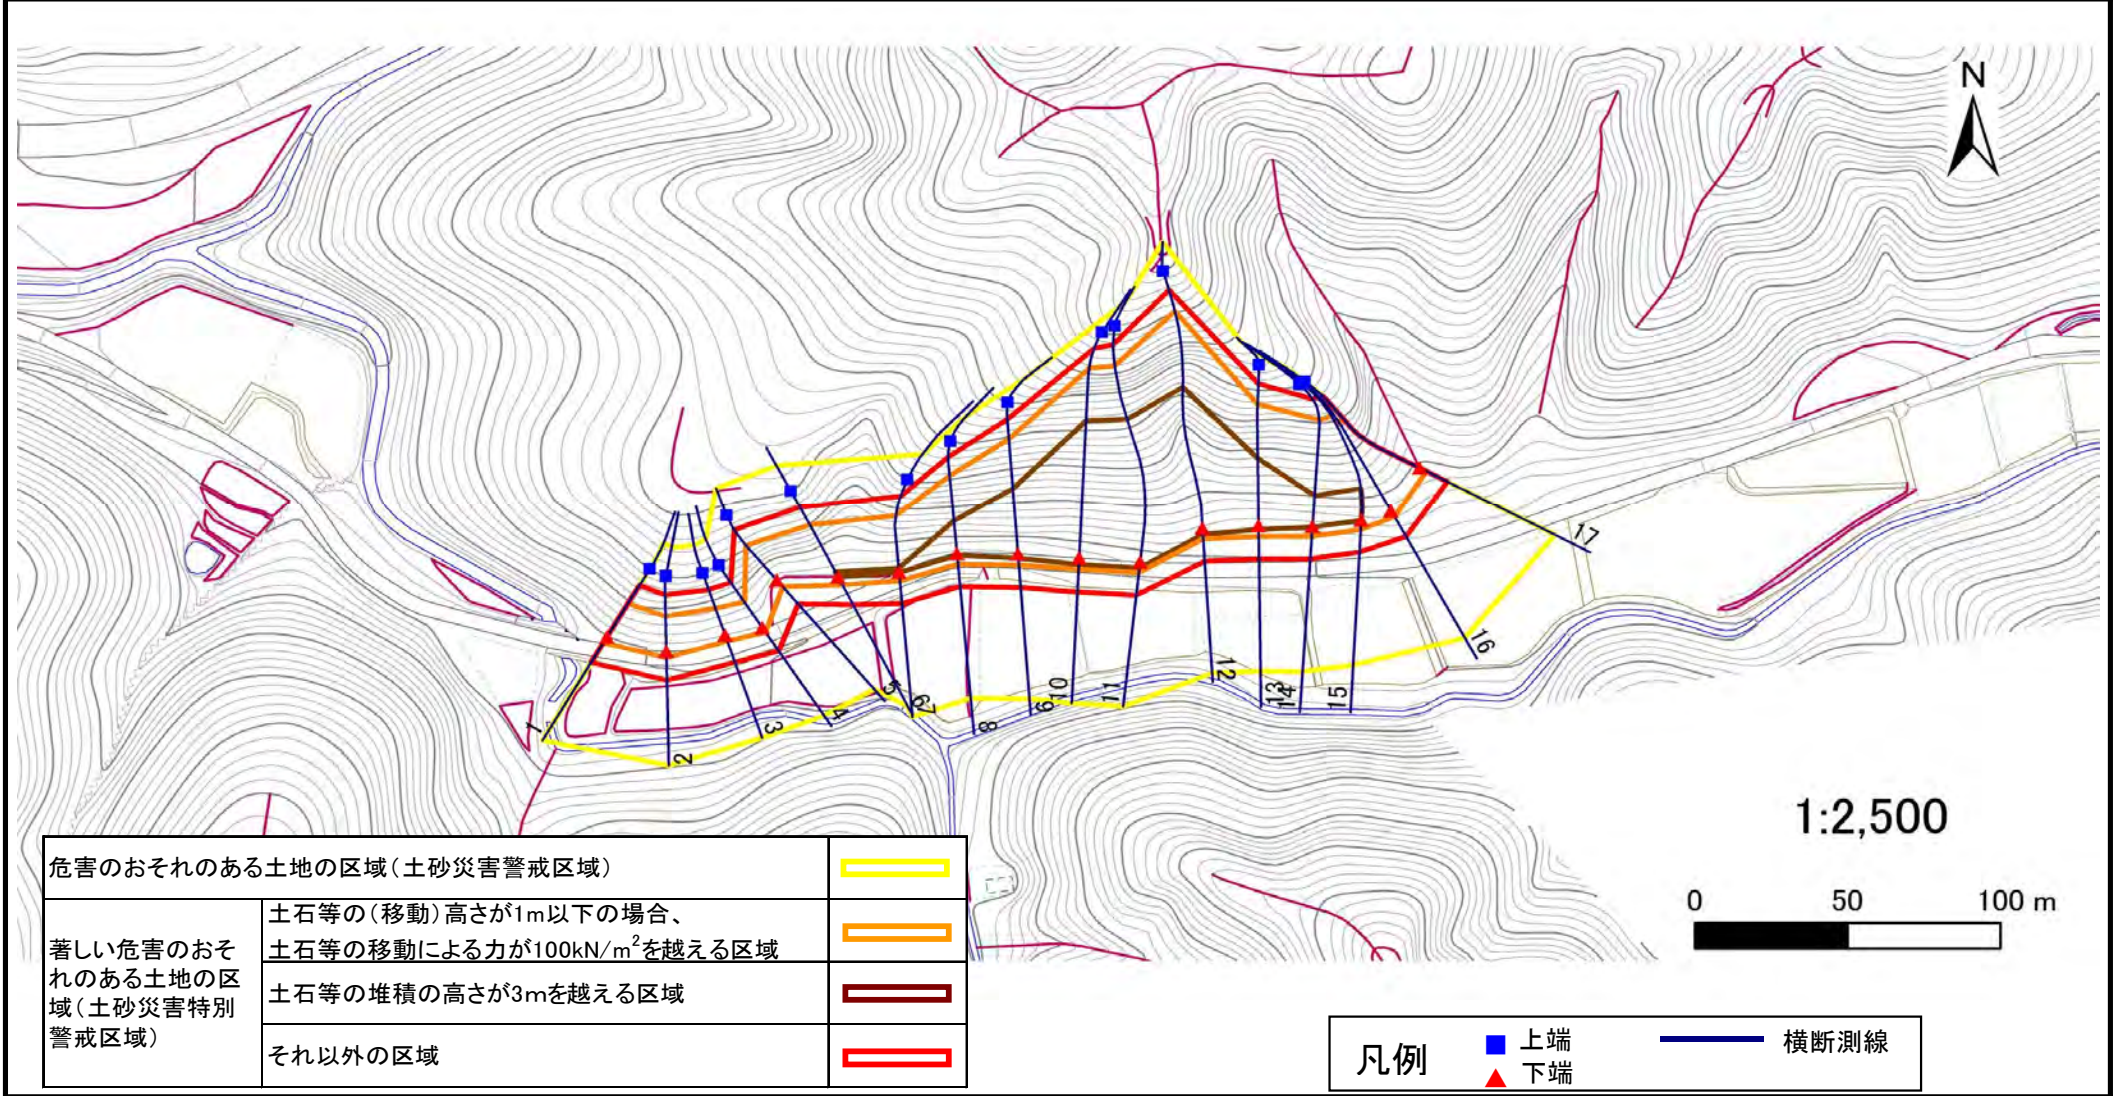 N
1
2
3
4
5
6
7
8
9
10
11
12
13
14
15
16
17
1:2,500
0 50 100 m
危害のおそれのある土地の区域（土砂災害警戒区域）
著しい危害のおそ
れのある土地の区
域（土砂災害特別
警戒区域）
土石等の（移動）高さが1m以下の場合、
土石等の移動による力が100kN/m²を越える区域
土石等の堆積の高さが3mを越える区域
それ以外の区域
凡例
上端
下端
横断測線